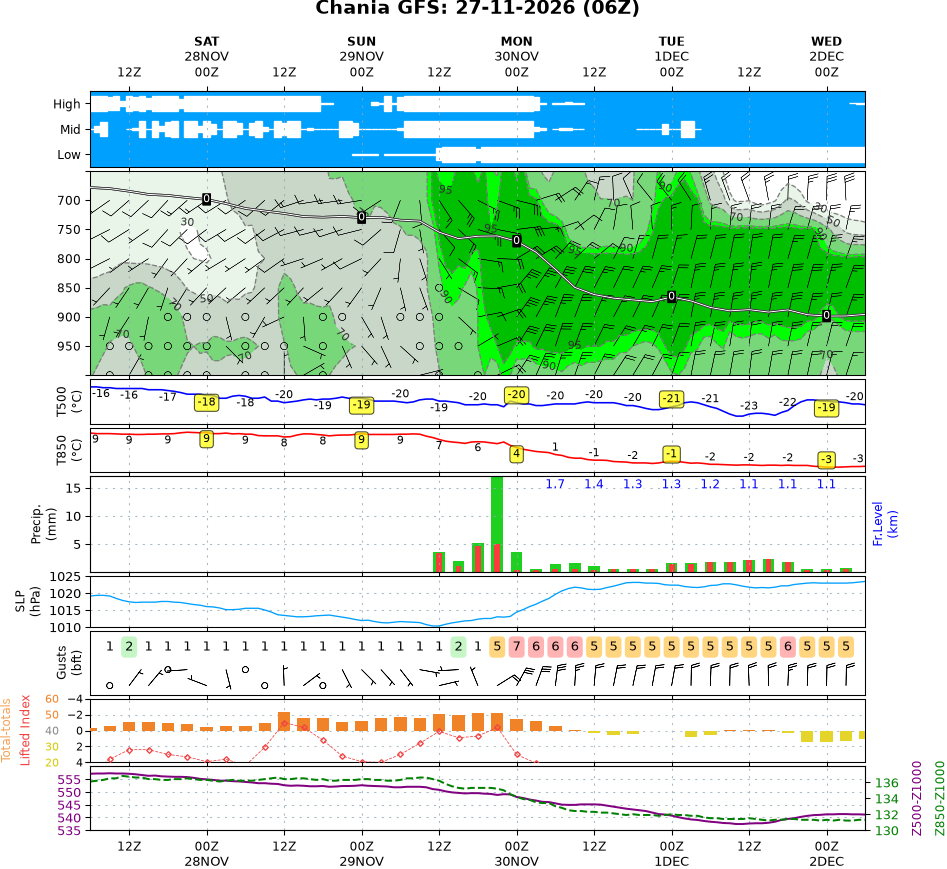 Chania GFS: 27-11-2026 (06Z)
SAT SUN MON TUE WED
28NOV 29NOV 30NOV 1DEC 2DEC
12Z 00Z 12Z 00Z 12Z 00Z 12Z 00Z 12Z 00Z
High
Mid
Low
700
750
800
850
900
950
0 0 0 0 0
30 50 70 70 70 70 95 95 90 95 90 70 90 90 70 70 50 90 70
T500
(°C)
-16 -16 -17 -18 -18 -20 -19 -19 -20 -19 -20 -20 -20 -20 -20 -21 -21 -23 -22 -19 -20
T850
(°C)
9 9 9 9 9 8 8 9 9 7 6 4 1 -1 -2 -1 -2 -2 -2 -3 -3
Precip.
(mm)
15
10
5
1.7 1.4 1.3 1.3 1.2 1.1 1.1 1.1
Fr.Level
(km)
SLP
(hPa)
1025
1020
1015
1010
Gusts
(bft)
1 2 1 1 1 1 1 1 1 1 1 1 1 1 1 1 1 1 2 1 5 7 6 6 6 5 5 5 5 5 5 5 5 5 5 6 5 5 5
Total-totals
Lifted Index
60 −4
50 −2
40 0
30 2
20 4
555
550
545
540
535
136
134
132
130
Z500-Z1000
Z850-Z1000
12Z 00Z 12Z 00Z 12Z 00Z 12Z 00Z 12Z 00Z
28NOV 29NOV 30NOV 1DEC 2DEC